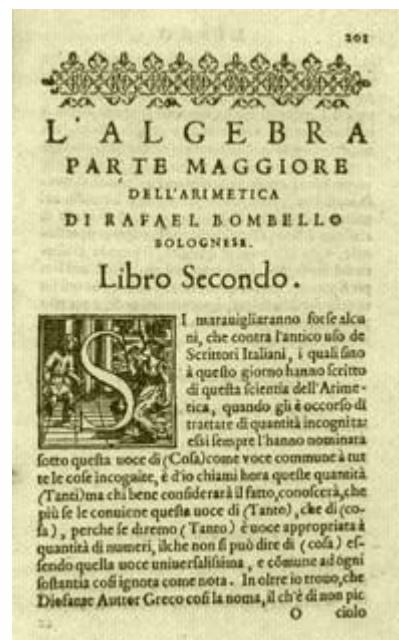 201
L'ALGEBRA
PARTE MAGGIORE
DELL'ARIMETICA
DI RAFAEL BOMBELLO
BOLOGNESE.
Libro Secondo.
SI marauigliaranno forse alcu
ni, che contra l'antico uso de
Scrittori Italiani, i quali sino
à questo giorno hanno scritto
di questa scientia dell'Arime-
tica, quando gli è occorso di
trattare di quantità incognita:
essi sempre l'hanno nominata
sotto questa uoce di (Cosa) come voce commune à tut
te le cose incognite, è d'io chiami hora queste quantità
(Tanti) ma chi bene considerarà il fatto, conoscerà, che
più se le conuiene questa uoce di (Tanto), che di (co-
sa), perche se diremo (Tanto) è uoce appropriata à
quantità di numeri, ilche non si può dire di (cosa) es-
sendo quella uoce uniuersalissima, e cõmune ad ogni
sostantia così ignota come nota. In oltre io trouo, che
Diofante Auttor Greco così la noma, il ch'è di non pic
O ciolo